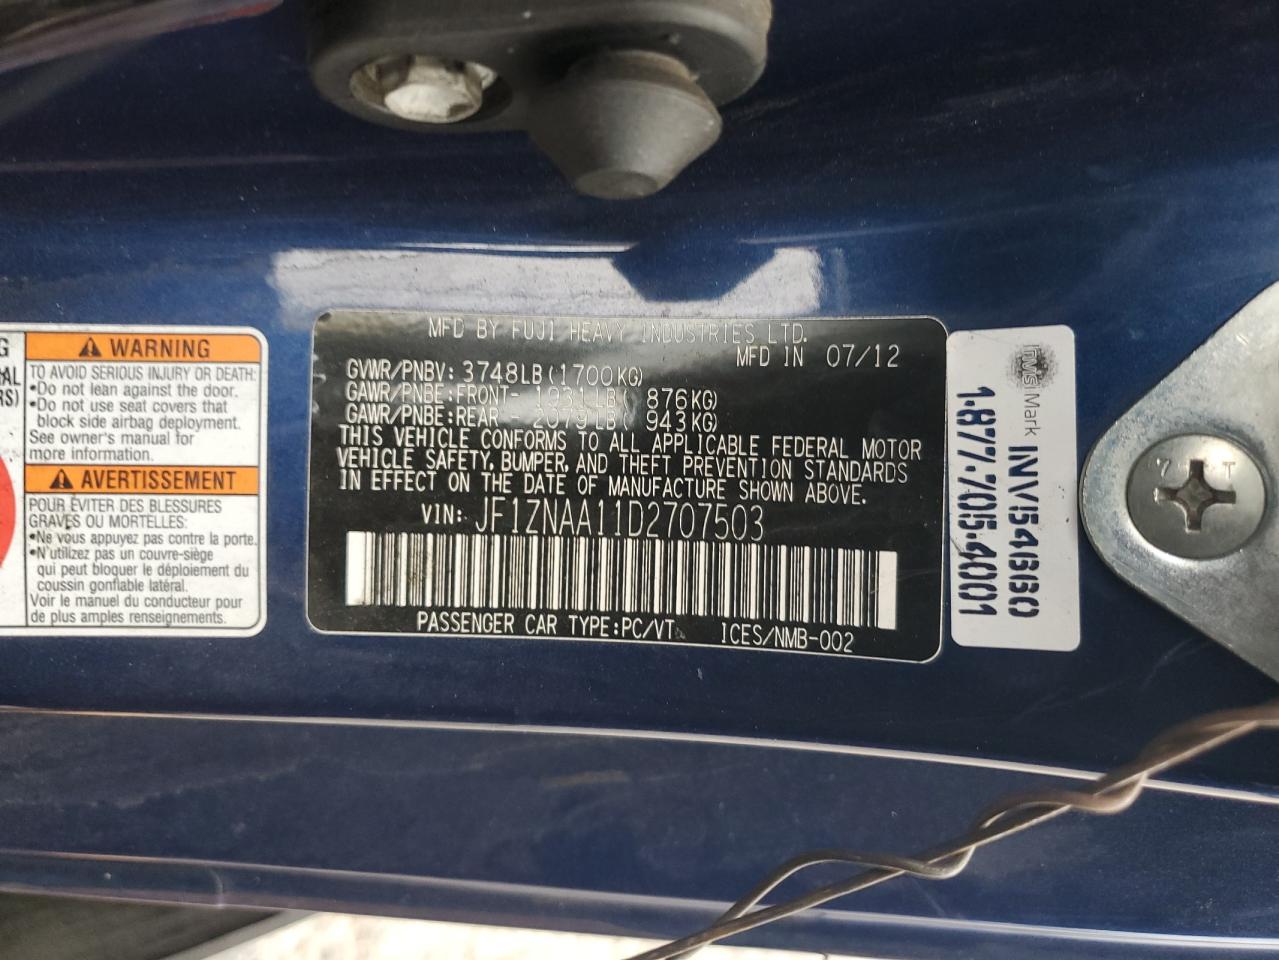 G
AL
RS)
WARNING
TO AVOID SERIOUS INJURY OR DEATH:
•Do not lean against the door.
•Do not use seat covers that
block side airbag deployment.
See owner's manual for
more information.
AVERTISSEMENT
POUR ÉVITER DES BLESSURES
GRAVES OU MORTELLES:
•Ne vous appuyez pas contre la porte.
•N'utilizez pas un couvre-siège
qui peut bloquer le déploiement du
coussin gonflable latéral.
Voir le manuel du conducteur pour
de plus amples renseignements.
MFD BY FUJI HEAVY INDUSTRIES LTD.
MFD IN 07/12
GVWR/PNBV: 3748LB(1700KG)
GAWR/PNBE:FRONT- 1931LB( 876KG)
GAWR/PNBE:REAR - 2079LB( 943KG)
THIS VEHICLE CONFORMS TO ALL APPLICABLE FEDERAL MOTOR
VEHICLE SAFETY, BUMPER, AND THEFT PREVENTION STANDARDS
IN EFFECT ON THE DATE OF MANUFACTURE SHOWN ABOVE.
VIN: JF1ZNAA11D2707503
PASSENGER CAR TYPE:PC/VT ICES/NMB-002
Mark INV|54660
1.877.705.4001
7 T